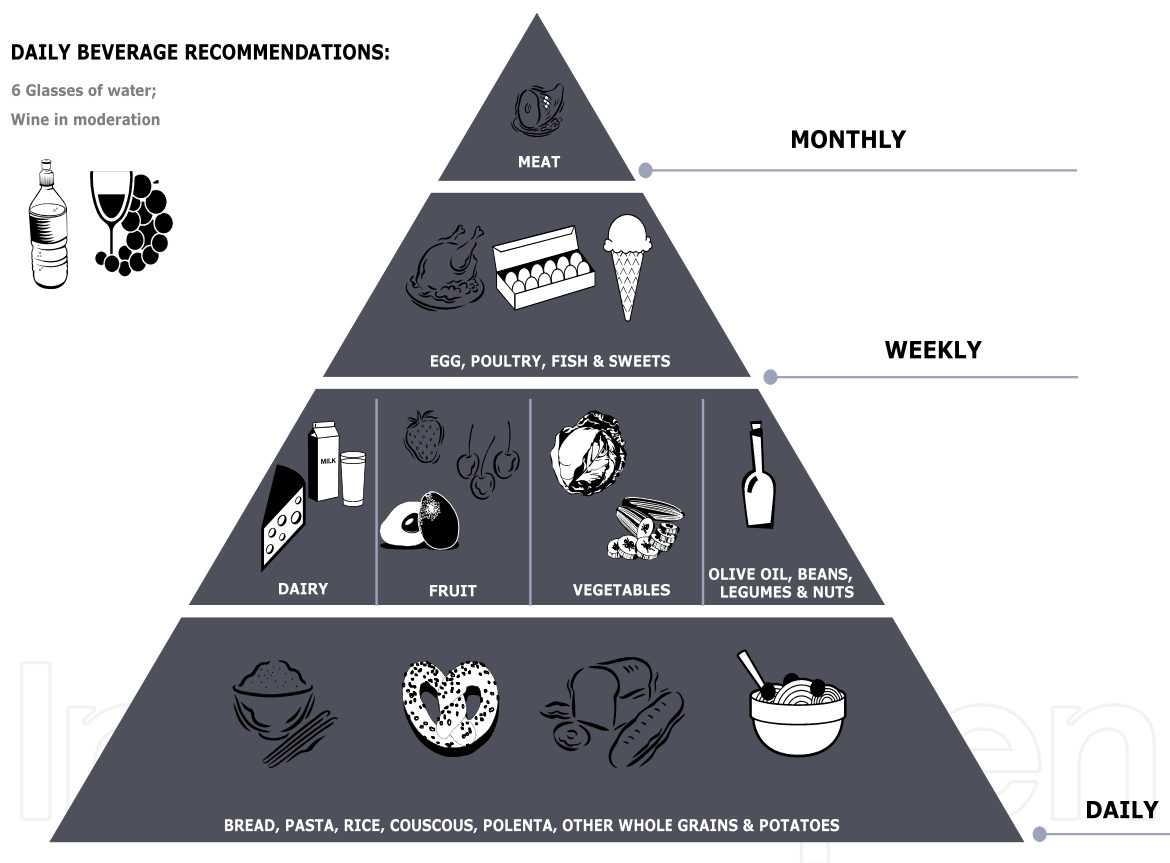 DAILY BEVERAGE RECOMMENDATIONS:
6 Glasses of water;
Wine in moderation
MEAT
MONTHLY
EGG, POULTRY, FISH & SWEETS
WEEKLY
MILK
DAIRY
FRUIT
VEGETABLES
OLIVE OIL, BEANS,
LEGUMES & NUTS
BREAD, PASTA, RICE, COUSCOUS, POLENTA, OTHER WHOLE GRAINS & POTATOES
DAILY